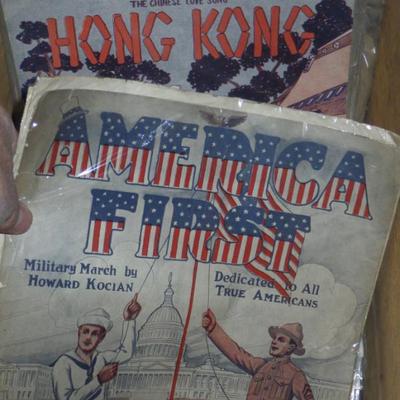 THE CHINESE LOVE SONG
HONG KONG
AMERICA
FIRST
Military March by
HOWARD KOCIAN
Dedicated to All
TRUE AMERICANS